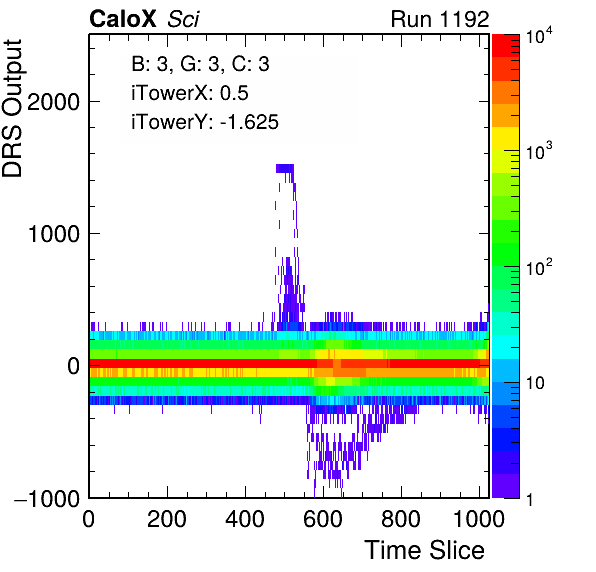 CaloX Sci Run 1192
B: 3, G: 3, C: 3
iTowerX: 0.5
iTowerY: -1.625
DRS Output
2000
1000
0
−1000
0 200 400 600 800 1000
Time Slice
10^4
10^3
10^2
10
1